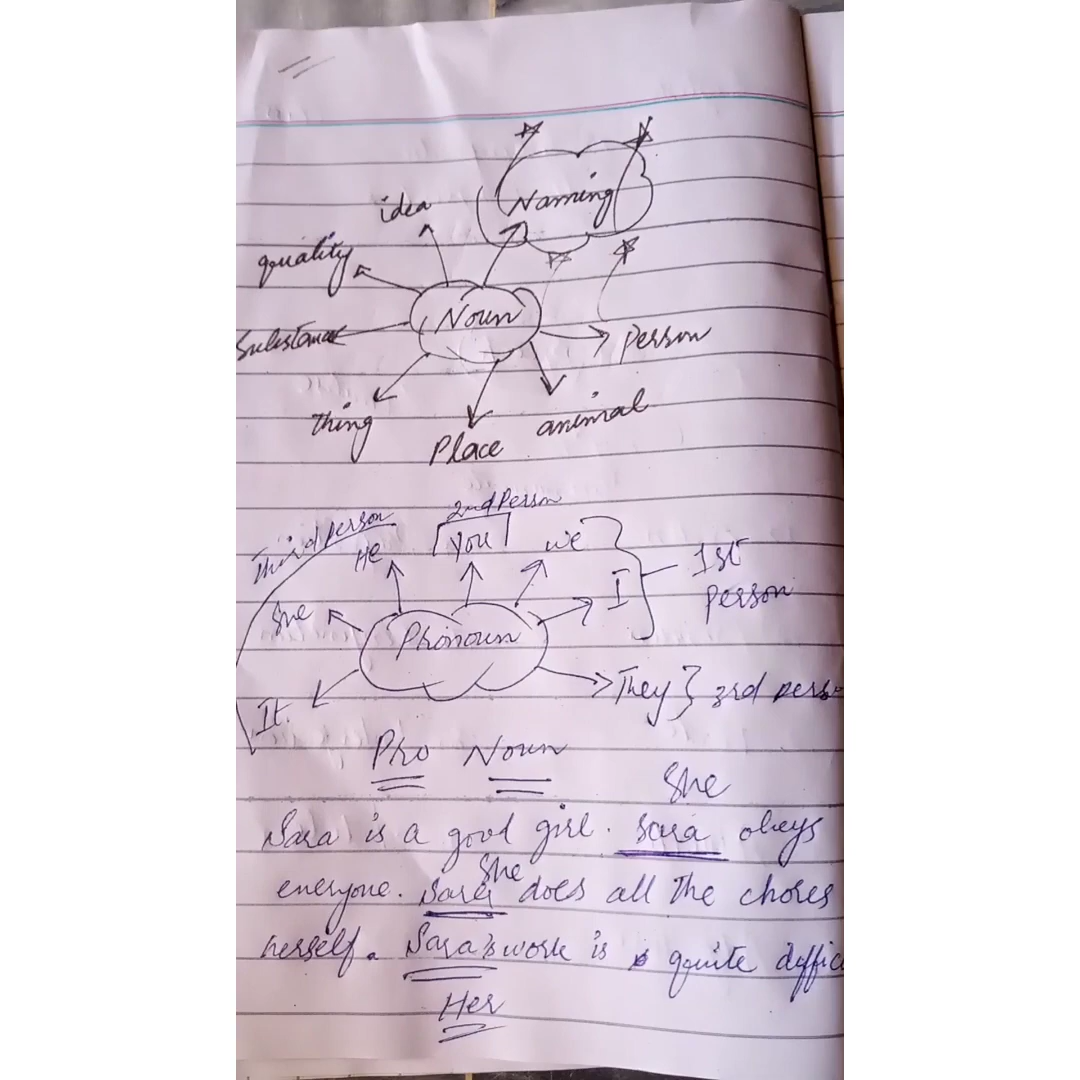 idea
Naming
quality
Noun
Substance
Person
thing
Place
animal
2nd Person
Third person
He
You
we
1st
person
She
I
Pronoun
It.
They } 3rd perso
Pro Noun
She
Sara is a good girl. Sara obeys
She
everyone. Sara does all the chores
herself. Sara's work is quite diffic
Her